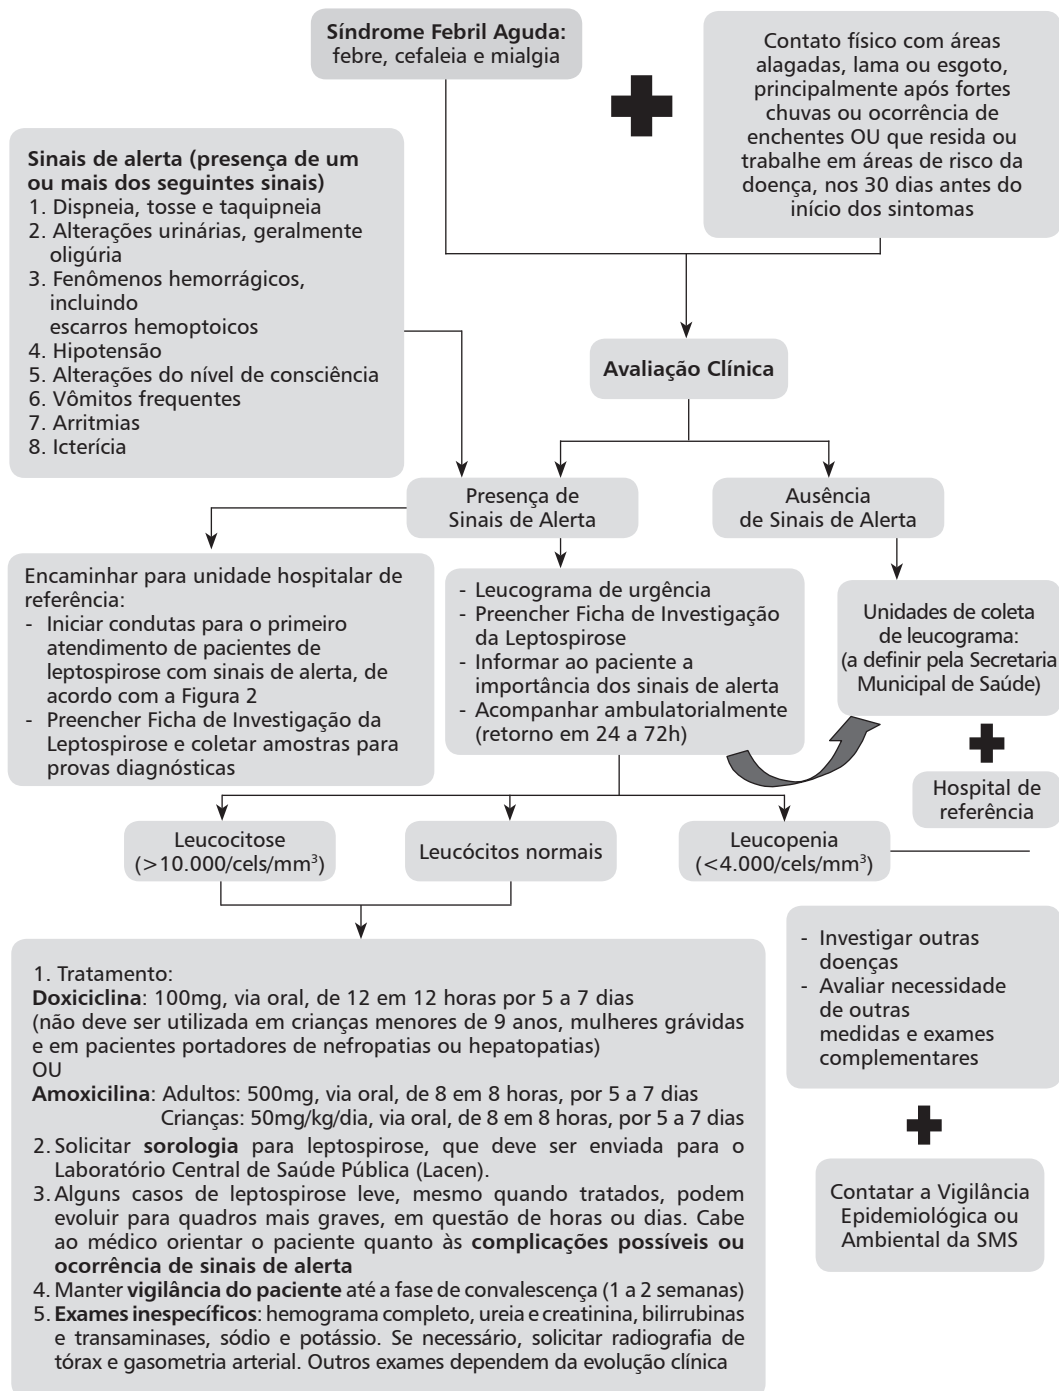 Síndrome Febril Aguda:
febre, cefaleia e mialgia
Contato físico com áreas
alagadas, lama ou esgoto,
principalmente após fortes
chuvas ou ocorrência de
enchentes OU que resida ou
trabalhe em áreas de risco da
doença, nos 30 dias antes do
início dos sintomas
Sinais de alerta (presença de um
ou mais dos seguintes sinais)
1. Dispneia, tosse e taquipneia
2. Alterações urinárias, geralmente
oligúria
3. Fenômenos hemorrágicos,
incluindo
escarros hemoptoicos
4. Hipotensão
5. Alterações do nível de consciência
6. Vômitos frequentes
7. Arritmias
8. Icterícia
Avaliação Clínica
Presença de
Sinais de Alerta
Ausência
de Sinais de Alerta
Encaminhar para unidade hospitalar de
referência:
- Iniciar condutas para o primeiro
atendimento de pacientes de
leptospirose com sinais de alerta, de
acordo com a Figura 2
- Preencher Ficha de Investigação da
Leptospirose e coletar amostras para
provas diagnósticas
- Leucograma de urgência
- Preencher Ficha de Investigação
da Leptospirose
- Informar ao paciente a
importância dos sinais de alerta
- Acompanhar ambulatorialmente
(retorno em 24 a 72h)
Unidades de coleta
de leucograma:
(a definir pela Secretaria
Municipal de Saúde)
Hospital de
referência
Leucocitose
(>10.000/cels/mm³)
Leucócitos normais
Leucopenia
(<4.000/cels/mm³)
1. Tratamento:
Doxiciclina: 100mg, via oral, de 12 em 12 horas por 5 a 7 dias
(não deve ser utilizada em crianças menores de 9 anos, mulheres grávidas
e em pacientes portadores de nefropatias ou hepatopatias)
OU
Amoxicilina: Adultos: 500mg, via oral, de 8 em 8 horas, por 5 a 7 dias
Crianças: 50mg/kg/dia, via oral, de 8 em 8 horas, por 5 a 7 dias
2. Solicitar sorologia para leptospirose, que deve ser enviada para o
Laboratório Central de Saúde Pública (Lacen).
3. Alguns casos de leptospirose leve, mesmo quando tratados, podem
evoluir para quadros mais graves, em questão de horas ou dias. Cabe
ao médico orientar o paciente quanto às complicações possíveis ou
ocorrência de sinais de alerta
4. Manter vigilância do paciente até a fase de convalescença (1 a 2 semanas)
5. Exames inespecíficos: hemograma completo, ureia e creatinina, bilirrubinas
e transaminases, sódio e potássio. Se necessário, solicitar radiografia de
tórax e gasometria arterial. Outros exames dependem da evolução clínica
- Investigar outras
doenças
- Avaliar necessidade
de outras
medidas e exames
complementares
Contatar a Vigilância
Epidemiológica ou
Ambiental da SMS